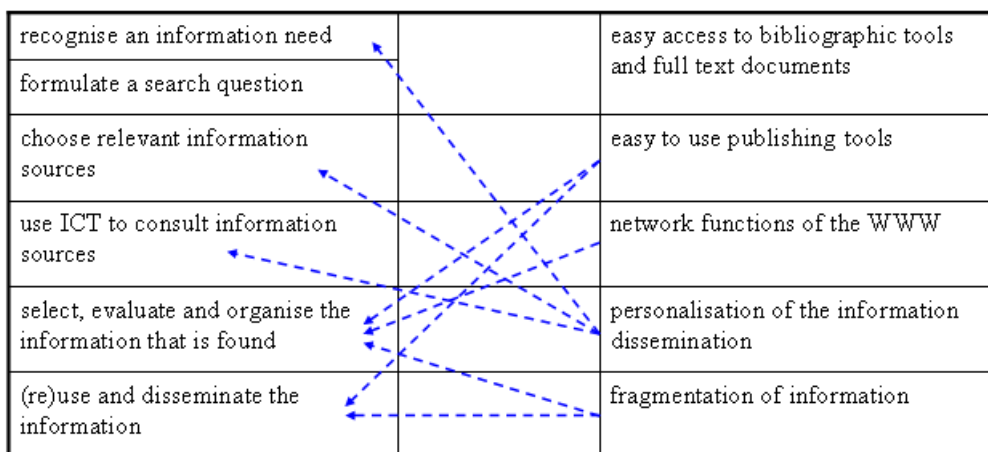 recognise an information need
formulate a search question
choose relevant information
sources
use ICT to consult information
sources
select, evaluate and organise the
information that is found
(re)use and disseminate the
information
easy access to bibliographic tools
and full text documents
easy to use publishing tools
network functions of the WWW
personalisation of the information
dissemination
fragmentation of information